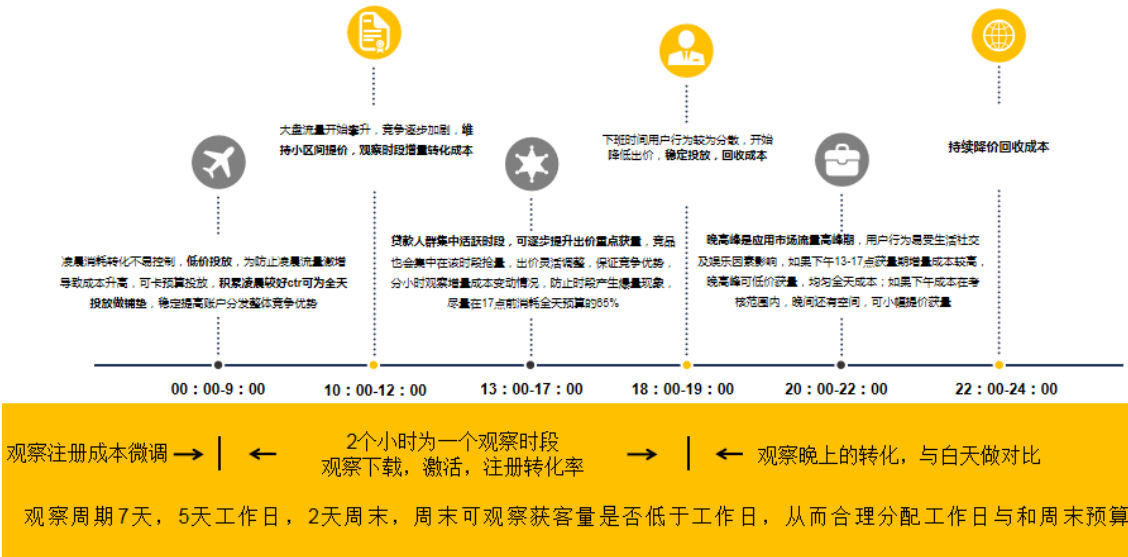 大盘流量开始攀升，竞争逐步加剧，维
持小区间提价，观察时段增量转化成本
下班时间用户行为较为分散，开始
降低出价，稳定投放，回收成本
持续降价回收成本
凌晨消耗转化不易控制，低价投放，为防止凌晨流量激增
导致成本升高，可卡预算投放，积累凌晨较好ctr可为全天
投放做铺垫，稳定提高账户分发整体竞争优势
贷款人群集中活跃时段，可逐步提升出价重点获量，竞品
也会集中在该时段抢量，出价灵活调整，保证竞争优势，
分小时观察增量成本变动情况，防止时段产生爆量现象，
尽量在17点前消耗全天预算的65%
晚高峰是应用市场流量高峰期，用户行为易受生活社交
及娱乐因素影响，如果下午13-17点获量期增量成本较高，
晚高峰可低价获量，均匀全天成本；如果下午成本在考
核范围内，晚间还有空间，可小幅提价获量
00：00-9：00
10：00-12：00
13：00-17：00
18：00-19：00
20：00-22：00
22：00-24：00
观察注册成本微调
2个小时为一个观察时段
观察下载，激活，注册转化率
观察晚上的转化，与白天做对比
观察周期7天，5天工作日，2天周末，周末可观察获客量是否低于工作日，从而合理分配工作日与和周末预算